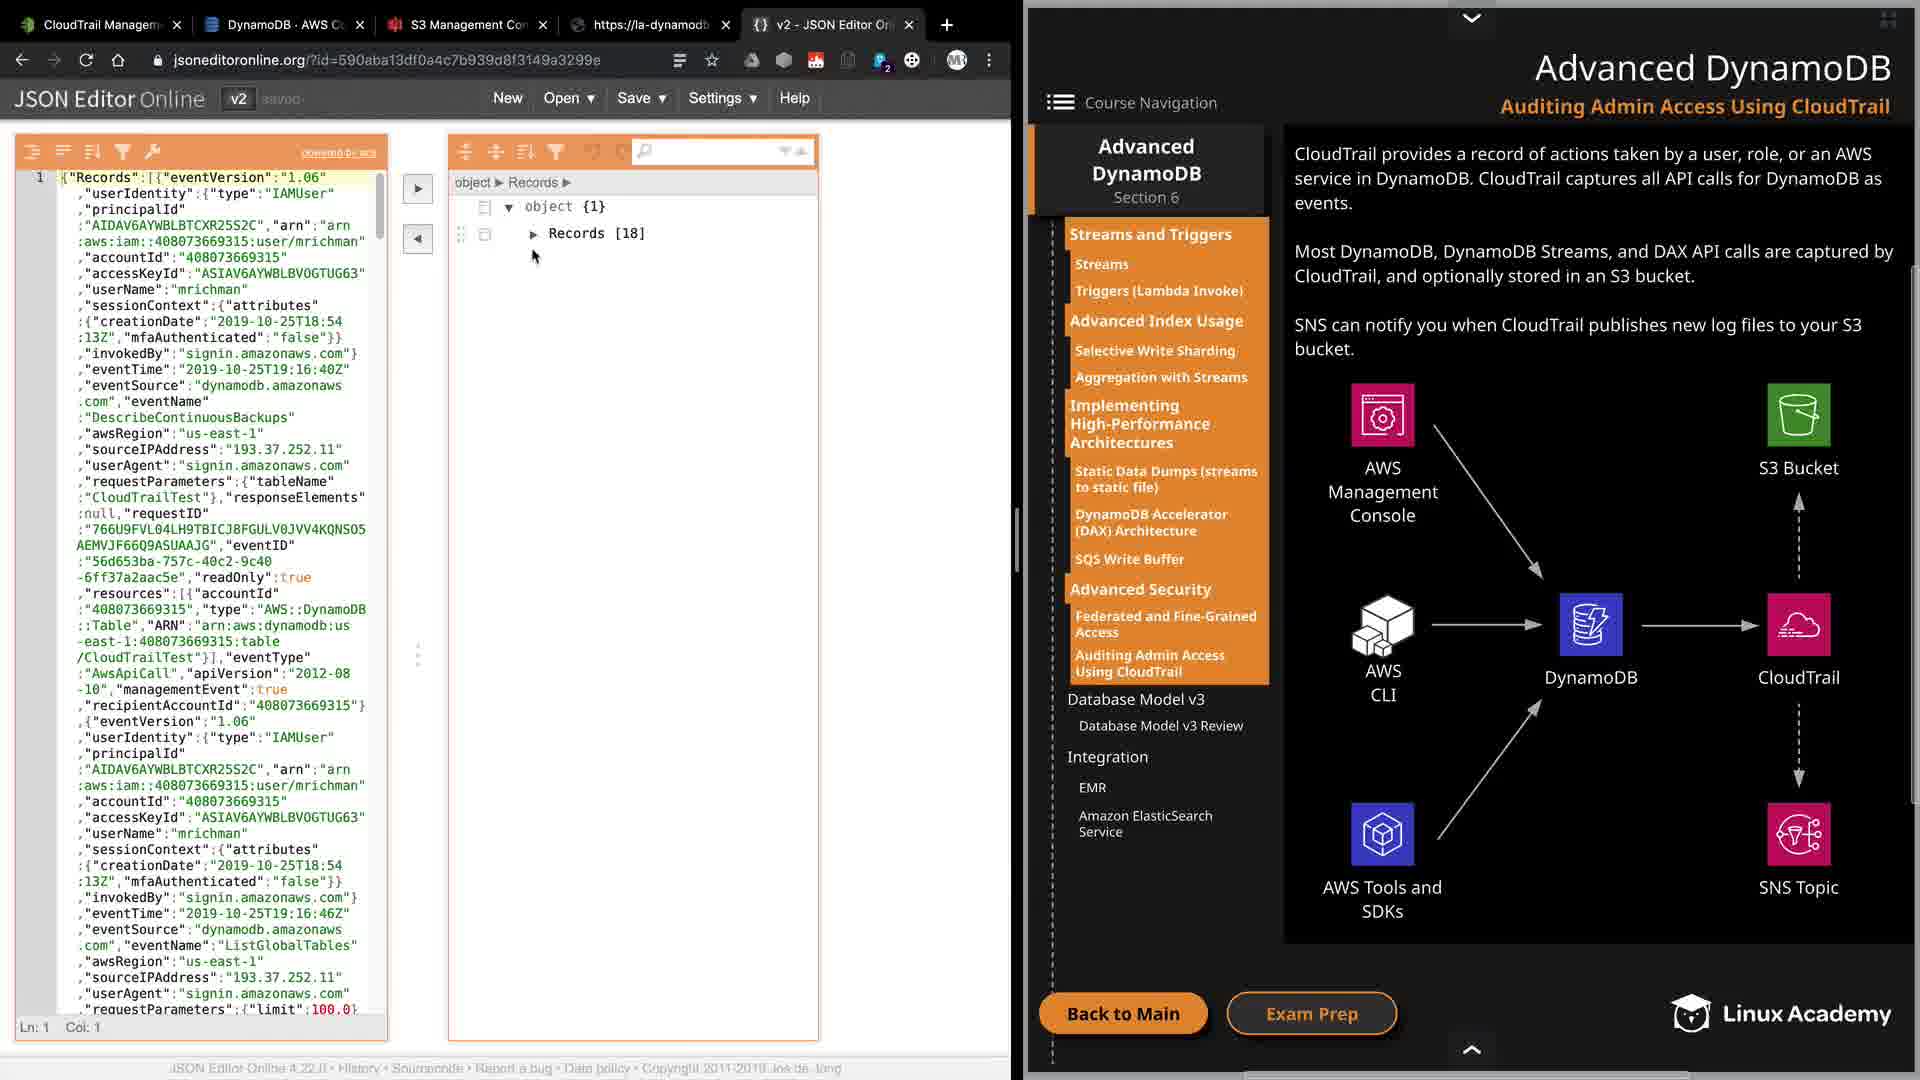 CloudTrail Managem
DynamoDB · AWS Co
S3 Management Con
https://la-dynamodb
v2 - JSON Editor Onl
jsoneditoronline.org/?id=590aba13df0a4c7b939d8f3149a3299e
JSON Editor Online v2 saved
New Open Save Settings Help
powered by ace
1 {"Records":[{"eventVersion":"1.06"
,"userIdentity":{"type":"IAMUser"
,"principalId"
:"AIDAV6AYWBLBTCXR25S2C","arn":"arn
:aws:iam::408073669315:user/mrichman"
,"accountId":"408073669315"
,"accessKeyId":"ASIAV6AYWBLBVOGTUG63"
,"userName":"mrichman"
,"sessionContext":{"attributes"
:{"creationDate":"2019-10-25T18:54
:13Z","mfaAuthenticated":"false"}}
,"invokedBy":"signin.amazonaws.com"}
,"eventTime":"2019-10-25T19:16:40Z"
,"eventSource":"dynamodb.amazonaws
.com","eventName"
:"DescribeContinuousBackups"
,"awsRegion":"us-east-1"
,"sourceIPAddress":"193.37.252.11"
,"userAgent":"signin.amazonaws.com"
,"requestParameters":{"tableName"
:"CloudTrailTest"},"responseElements"
:null,"requestID"
:"766U9FVL04LH9TBICJ8FGULV0JVV4KQNSO5
AEMVJF66Q9ASUAAJG","eventID"
:"56d653ba-757c-40c2-9c40
-6ff37a2aac5e","readOnly":true
,"resources":[{"accountId"
:"408073669315","type":"AWS::DynamoDB
::Table","ARN":"arn:aws:dynamodb:us
-east-1:408073669315:table
/CloudTrailTest"}],"eventType"
:"AwsApiCall","apiVersion":"2012-08
-10","managementEvent":true
,"recipientAccountId":"408073669315"}
,{"eventVersion":"1.06"
,"userIdentity":{"type":"IAMUser"
,"principalId"
:"AIDAV6AYWBLBTCXR25S2C","arn":"arn
:aws:iam::408073669315:user/mrichman"
,"accountId":"408073669315"
,"accessKeyId":"ASIAV6AYWBLBVOGTUG63"
,"userName":"mrichman"
,"sessionContext":{"attributes"
:{"creationDate":"2019-10-25T18:54
:13Z","mfaAuthenticated":"false"}}
,"invokedBy":"signin.amazonaws.com"}
,"eventTime":"2019-10-25T19:16:46Z"
,"eventSource":"dynamodb.amazonaws
.com","eventName":"ListGlobalTables"
,"awsRegion":"us-east-1"
,"sourceIPAddress":"193.37.252.11"
,"userAgent":"signin.amazonaws.com"
,"requestParameters":{"limit":100.0}
Ln: 1 Col: 1
object ▶ Records ▶
▼ object {1}
▶ Records [18]
JSON Editor Online 4.22.0 • History • Sourcecode • Report a bug • Data policy • Copyright 2011-2019 Jos de Jong
Advanced DynamoDB
Auditing Admin Access Using CloudTrail
Course Navigation
Advanced
DynamoDB
Section 6
Streams and Triggers
Streams
Triggers (Lambda Invoke)
Advanced Index Usage
Selective Write Sharding
Aggregation with Streams
Implementing
High-Performance
Architectures
Static Data Dumps (streams
to static file)
DynamoDB Accelerator
(DAX) Architecture
SQS Write Buffer
Advanced Security
Federated and Fine-Grained
Access
Auditing Admin Access
Using CloudTrail
Database Model v3
Database Model v3 Review
Integration
EMR
Amazon ElasticSearch
Service
CloudTrail provides a record of actions taken by a user, role, or an AWS
service in DynamoDB. CloudTrail captures all API calls for DynamoDB as
events.
Most DynamoDB, DynamoDB Streams, and DAX API calls are captured by
CloudTrail, and optionally stored in an S3 bucket.
SNS can notify you when CloudTrail publishes new log files to your S3
bucket.
AWS
Management
Console
S3 Bucket
AWS
CLI
DynamoDB
CloudTrail
AWS Tools and
SDKs
SNS Topic
Back to Main
Exam Prep
Linux Academy